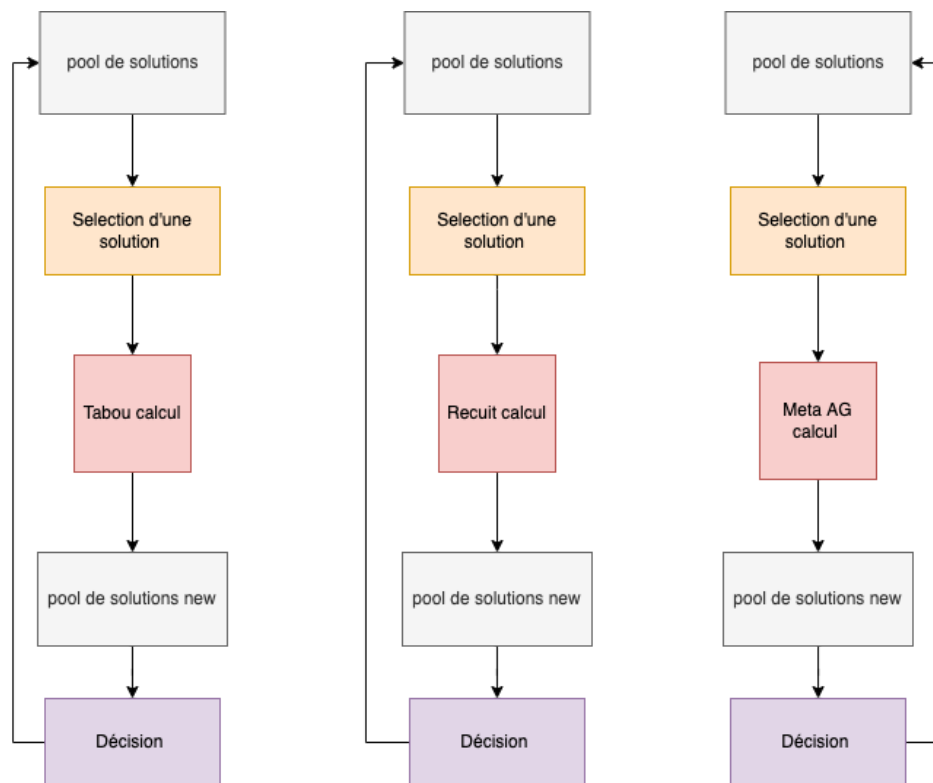 pool de solutions
Selection d'une
solution
Tabou calcul
pool de solutions new
Décision
pool de solutions
Selection d'une
solution
Recuit calcul
pool de solutions new
Décision
pool de solutions
Selection d'une
solution
Meta AG
calcul
pool de solutions new
Décision